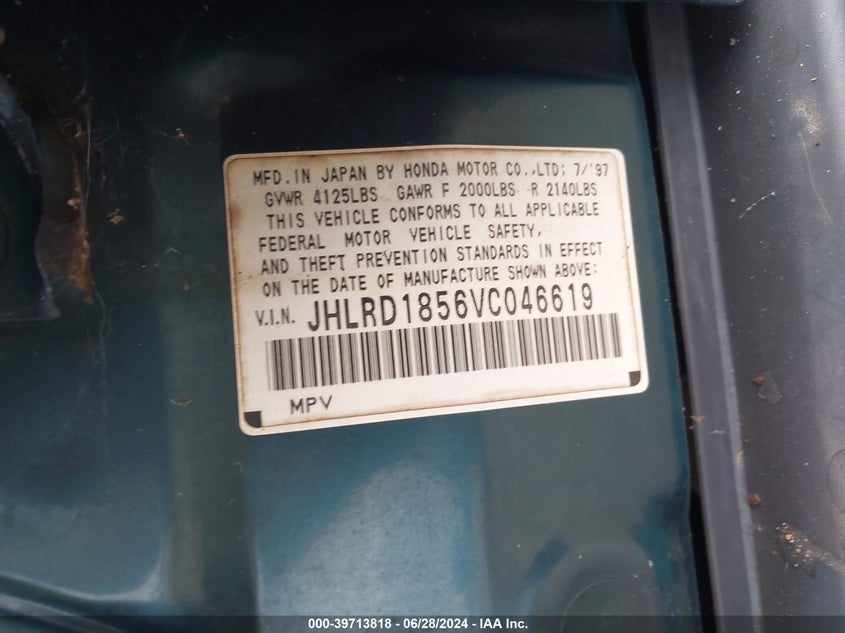 MFD.IN JAPAN BY HONDA MOTOR CO.,LTD; 7/'97
GVWR 4125LBS GAWR F 2000LBS R 2140LBS
THIS VEHICLE CONFORMS TO ALL APPLICABLE
FEDERAL MOTOR VEHICLE SAFETY,
AND THEFT PREVENTION STANDARDS IN EFFECT
ON THE DATE OF MANUFACTURE SHOWN ABOVE:
V.I.N. JHLRD1856VC046619
MPV
000-39713818 - 06/28/2024 - IAA Inc.